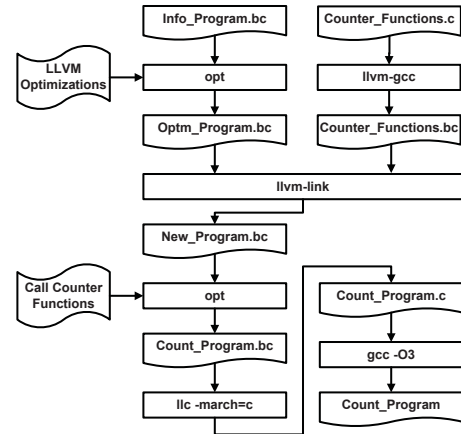 Info_Program.bc
Counter_Functions.c
LLVM
Optimizations
opt
llvm-gcc
Optm_Program.bc
Counter_Functions.bc
llvm-link
New_Program.bc
Call Counter
Functions
opt
Count_Program.c
Count_Program.bc
gcc -O3
llc -march=c
Count_Program